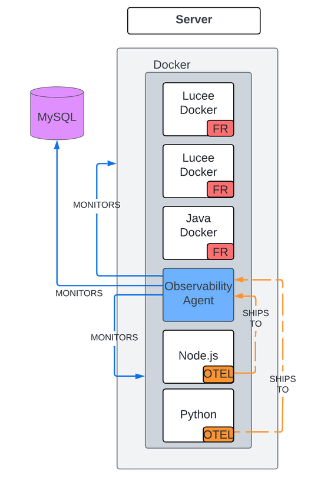 Server
Docker
Lucee
Docker
FR
MySQL
Lucee
Docker
FR
MONITORS
Java
Docker
FR
Observability
Agent
MONITORS
SHIPS
TO
MONITORS
Node.js
OTEL
SHIPS
TO
Python
OTEL